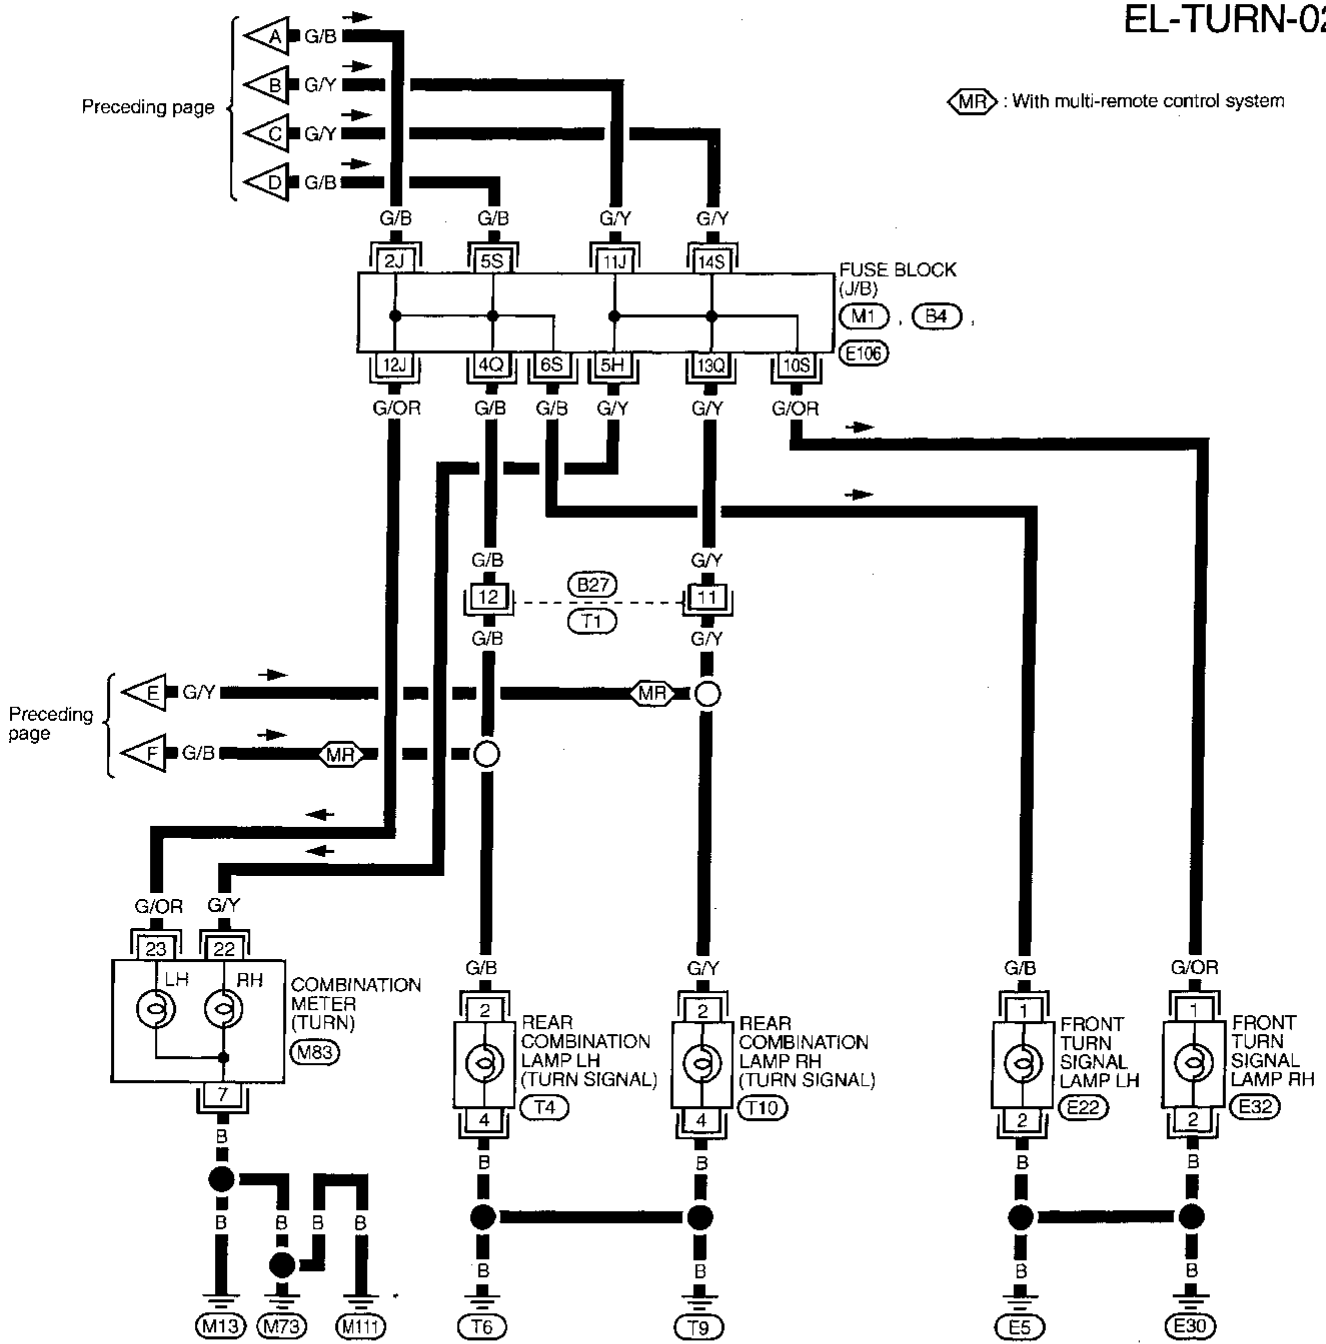 EL-TURN-02
A G/B
B G/Y
C G/Y
D G/B
Preceding page
MR : With multi-remote control system
G/B G/B G/Y G/Y
2J 5S 11J 14S
FUSE BLOCK
(J/B)
M1 , B4 ,
E106
12J 4Q 6S 5H 13Q 10S
G/OR G/B G/B G/Y G/Y G/OR
G/B G/Y
12 B27 11
T1
G/B G/Y
E G/Y MR
Preceding
page
F G/B MR
G/OR G/Y
23 22
LH RH
COMBINATION
METER
(TURN)
M83
7
G/B G/Y G/B G/OR
2 2 1 1
REAR
COMBINATION
LAMP LH
(TURN SIGNAL)
T4
REAR
COMBINATION
LAMP RH
(TURN SIGNAL)
T10
FRONT
TURN
SIGNAL
LAMP LH
E22
FRONT
TURN
SIGNAL
LAMP RH
E32
4 4 2 2
B B B B B
B B B B B B B B
M13 M73 M111 T6 T9 E5 E30